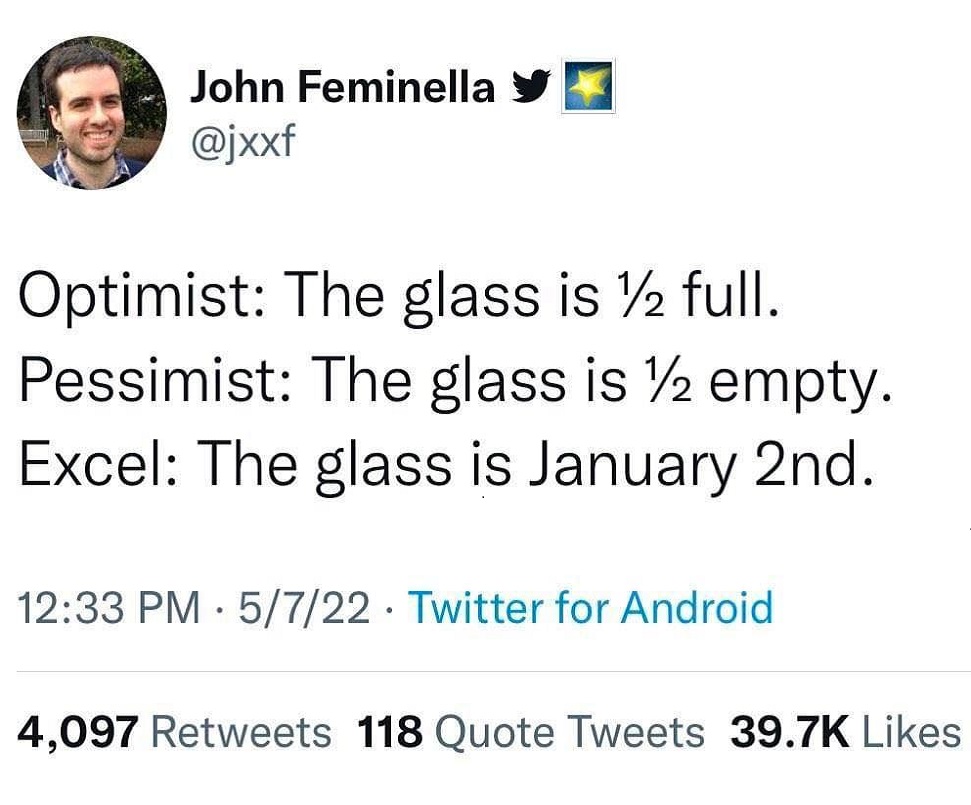 John Feminella
@jxxf
Optimist: The glass is ½ full.
Pessimist: The glass is ½ empty.
Excel: The glass is January 2nd.
12:33 PM · 5/7/22 · Twitter for Android
4,097 Retweets 118 Quote Tweets 39.7K Likes